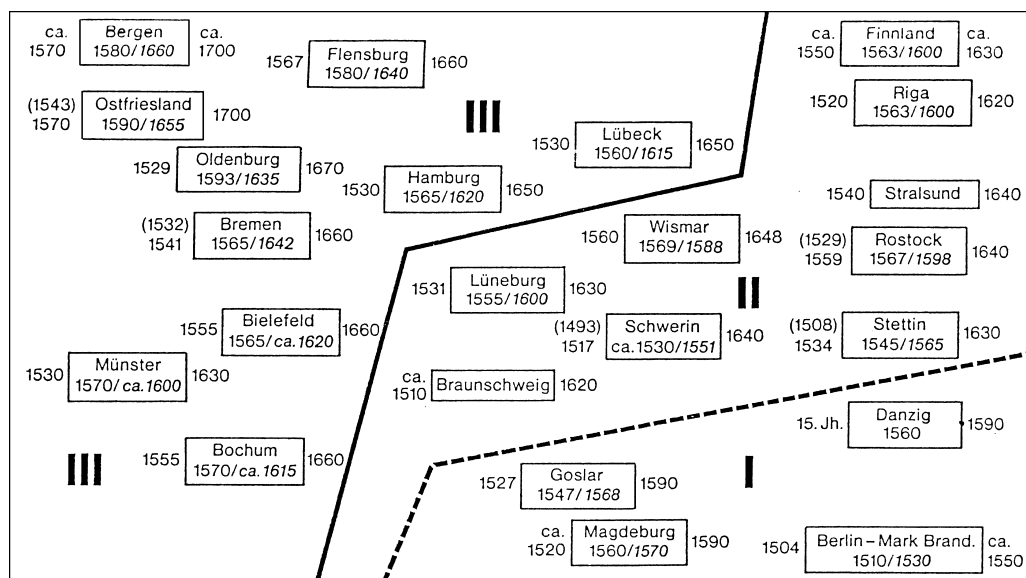 ca. Bergen ca.
1570 1580/1660 1700
1567 Flensburg 1660
1580/1640
ca. Finnland ca.
1550 1563/1600 1630
(1543) Ostfriesland 1700
1570 1590/1655
III
1520 Riga 1620
1563/1600
1530 Lübeck 1650
1560/1615
1529 Oldenburg 1670
1593/1635
1530 Hamburg 1650
1565/1620
1540 Stralsund 1640
(1532) Bremen 1660
1541 1565/1642
1560 Wismar 1648
1569/1588
(1529) Rostock 1640
1559 1567/1598
1531 Lüneburg 1630
1555/1600
II
1555 Bielefeld 1660
1565/ca.1620
(1493) Schwerin 1640
1517 ca.1530/1551
(1508) Stettin 1630
1534 1545/1565
1530 Münster 1630
1570/ca.1600
ca. Braunschweig 1620
1510
15. Jh. Danzig 1590
1560
III
1555 Bochum 1660
1570/ca.1615
1527 Goslar 1590
1547/1568
I
ca. Magdeburg 1590
1520 1560/1570
1504 Berlin–Mark Brand. ca.
1510/1530 1550